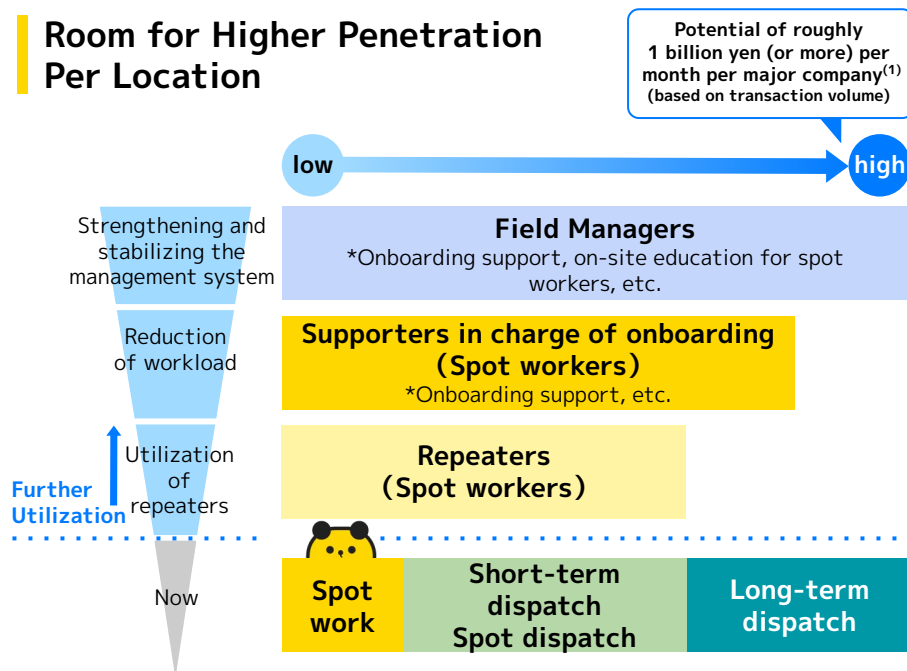 Room for Higher Penetration
Per Location
Potential of roughly
1 billion yen (or more) per
month per major company(1)
(based on transaction volume)
low
high
Strengthening and
stabilizing the
management system
Field Managers
*Onboarding support, on-site education for spot
workers, etc.
Reduction
of workload
Supporters in charge of onboarding
(Spot workers)
*Onboarding support, etc.
Utilization
of
repeaters
Repeaters
(Spot workers)
Further
Utilization
Now
Spot
work
Short-term
dispatch
Spot dispatch
Long-term
dispatch